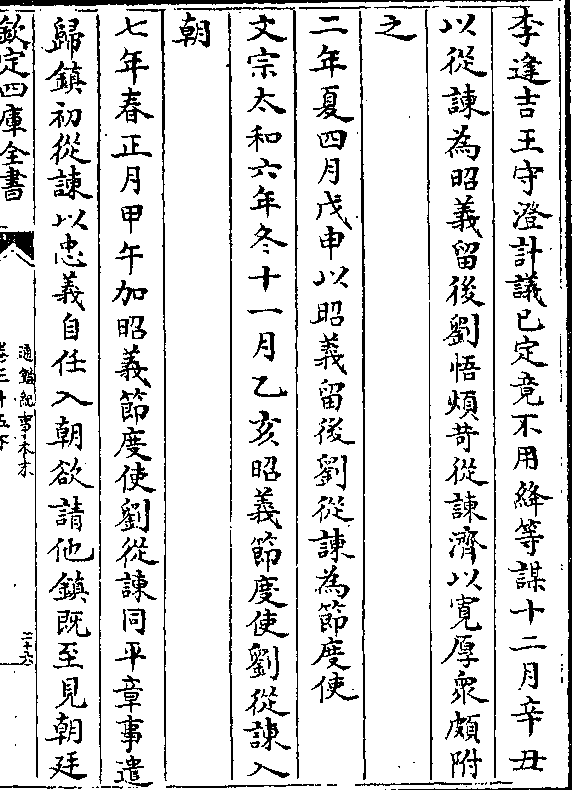 李逢吉王守澄計議已定竟不用絳等謀十二月辛丑
以從諫為昭義留後劉悟煩苛從諫濟以寬厚衆頗附
之
二年夏四月戊申以昭義留後劉從諫為節度使
文宗太和六年冬十一月乙亥昭義節度使劉從諫入
朝
七年春正月甲午加昭義節度使劉從諫同平章事遣
歸鎮初從諫以忠義自任入朝欲請他鎮既至見朝廷
欽定四庫全書
通鑑紀事本末
卷三十五下
三十六